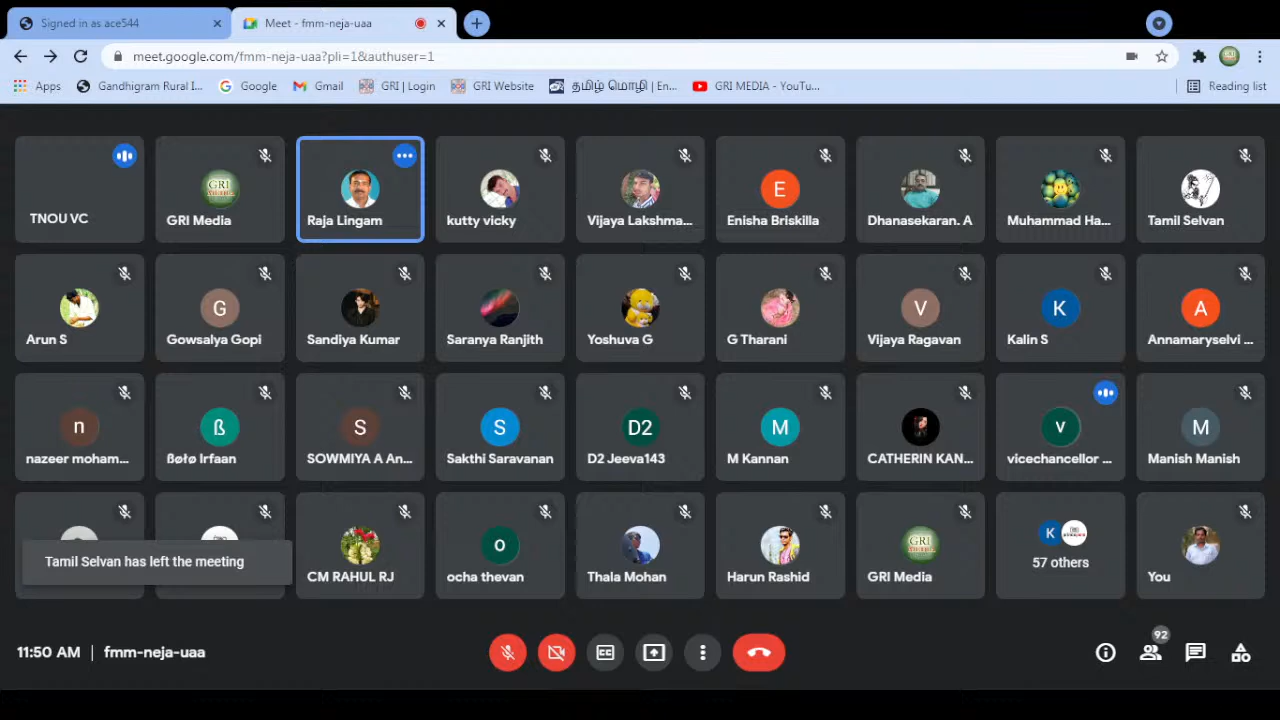 Signed in as ace544
Meet - fmm-neja-uaa
meet.google.com/fmm-neja-uaa?pli=1&authuser=1
Apps Gandhigram Rural I... Google Gmail GRI | Login GRI Website தமிழ் மொழி | En... GRI MEDIA - YouTu... Reading list
TNOU VC GRI Media Raja Lingam kutty vicky Vijaya Lakshma... Enisha Briskilla Dhanasekaran. A Muhammad Ha... Tamil Selvan
GRI
E
Arun S Gowsalya Gopi Sandiya Kumar Saranya Ranjith Yoshuva G G Tharani Vijaya Ragavan Kalin S Annamaryselvi ...
G V K A
n ß S S D2 M v M
nazeer moham... ßøłø Irfaan SOWMIYA A An... Sakthi Saravanan D2 Jeeva143 M Kannan CATHERIN KAN... vicechancellor ... Manish Manish
o GRI K
Tamil Selvan has left the meeting
57 others
CM RAHUL RJ ocha thevan Thala Mohan Harun Rashid GRI Media You
92
11:50 AM | fmm-neja-uaa
CC